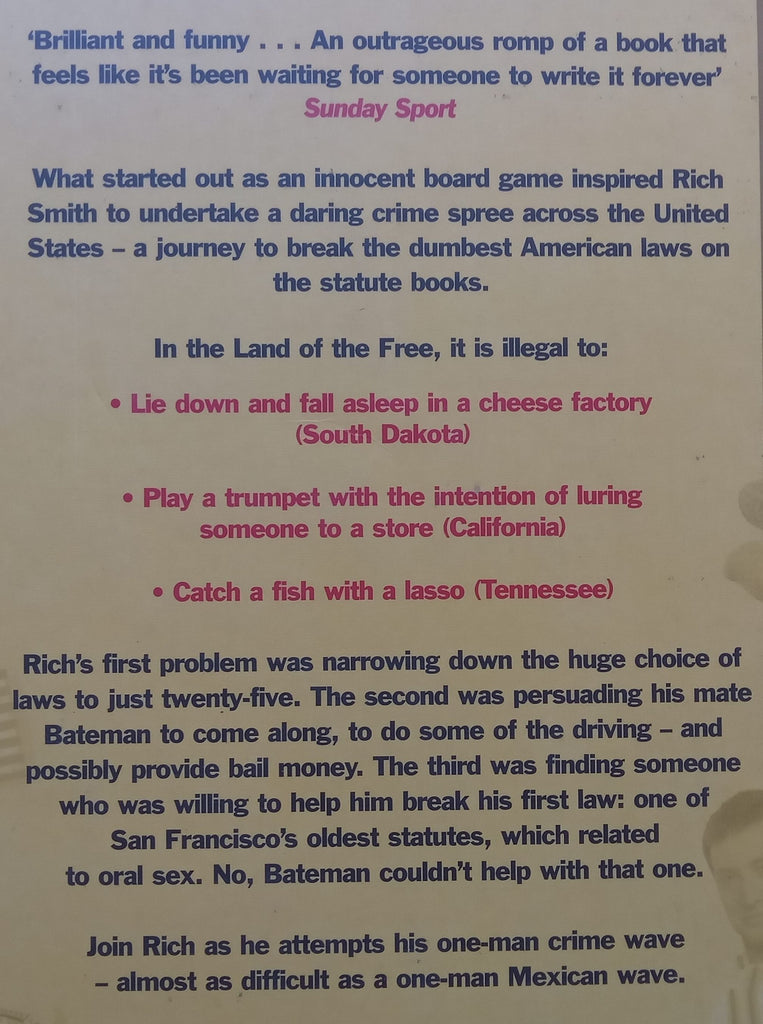 ‘Brilliant and funny . . . An outrageous romp of a book that
feels like it’s been waiting for someone to write it forever’
Sunday Sport
What started out as an innocent board game inspired Rich
Smith to undertake a daring crime spree across the United
States – a journey to break the dumbest American laws on
the statute books.
In the Land of the Free, it is illegal to:
• Lie down and fall asleep in a cheese factory
(South Dakota)
• Play a trumpet with the intention of luring
someone to a store (California)
• Catch a fish with a lasso (Tennessee)
Rich’s first problem was narrowing down the huge choice of
laws to just twenty-five. The second was persuading his mate
Bateman to come along, to do some of the driving – and
possibly provide bail money. The third was finding someone
who was willing to help him break his first law: one of
San Francisco’s oldest statutes, which related
to oral sex. No, Bateman couldn’t help with that one.
Join Rich as he attempts his one-man crime wave
– almost as difficult as a one-man Mexican wave.